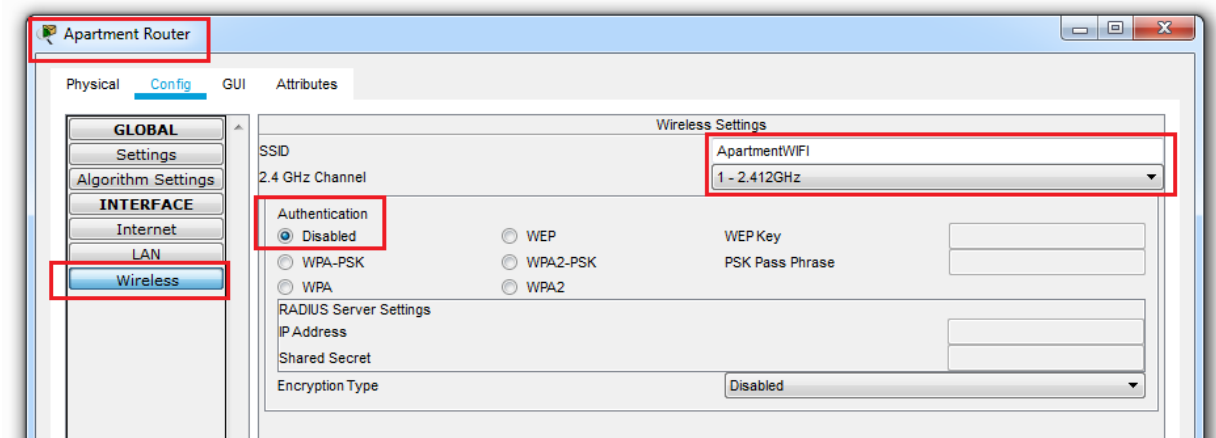 Apartment Router
Physical Config GUI Attributes
GLOBAL
Settings
Algorithm Settings
INTERFACE
Internet
LAN
Wireless
Wireless Settings
SSID ApartmentWIFI
2.4 GHz Channel 1 - 2.412GHz
Authentication
Disabled WEP WEP Key
WPA-PSK WPA2-PSK PSK Pass Phrase
WPA WPA2
RADIUS Server Settings
IP Address
Shared Secret
Encryption Type Disabled